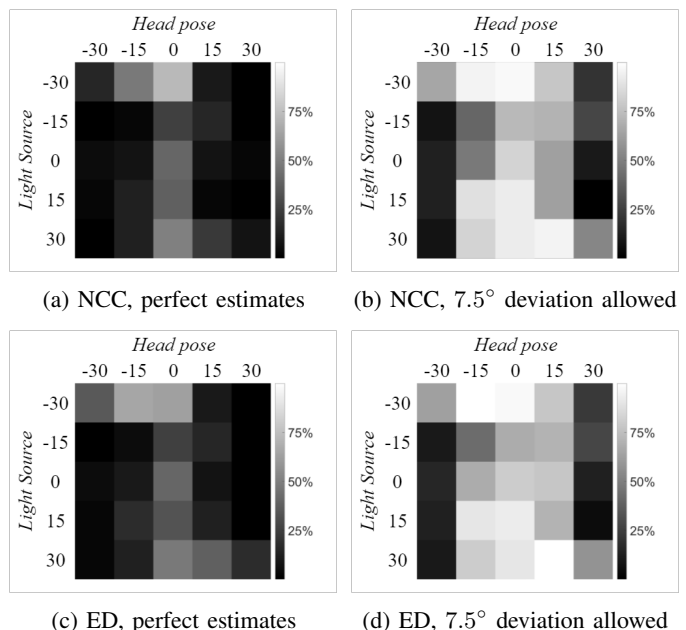 Head pose
-30 -15 0 15 30
Light Source
-30
-15
0
15
30
75%
50%
25%
(a) NCC, perfect estimates
Head pose
-30 -15 0 15 30
Light Source
-30
-15
0
15
30
75%
50%
25%
(b) NCC, 7.5° deviation allowed
Head pose
-30 -15 0 15 30
Light Source
-30
-15
0
15
30
75%
50%
25%
(c) ED, perfect estimates
Head pose
-30 -15 0 15 30
Light Source
-30
-15
0
15
30
75%
50%
25%
(d) ED, 7.5° deviation allowed